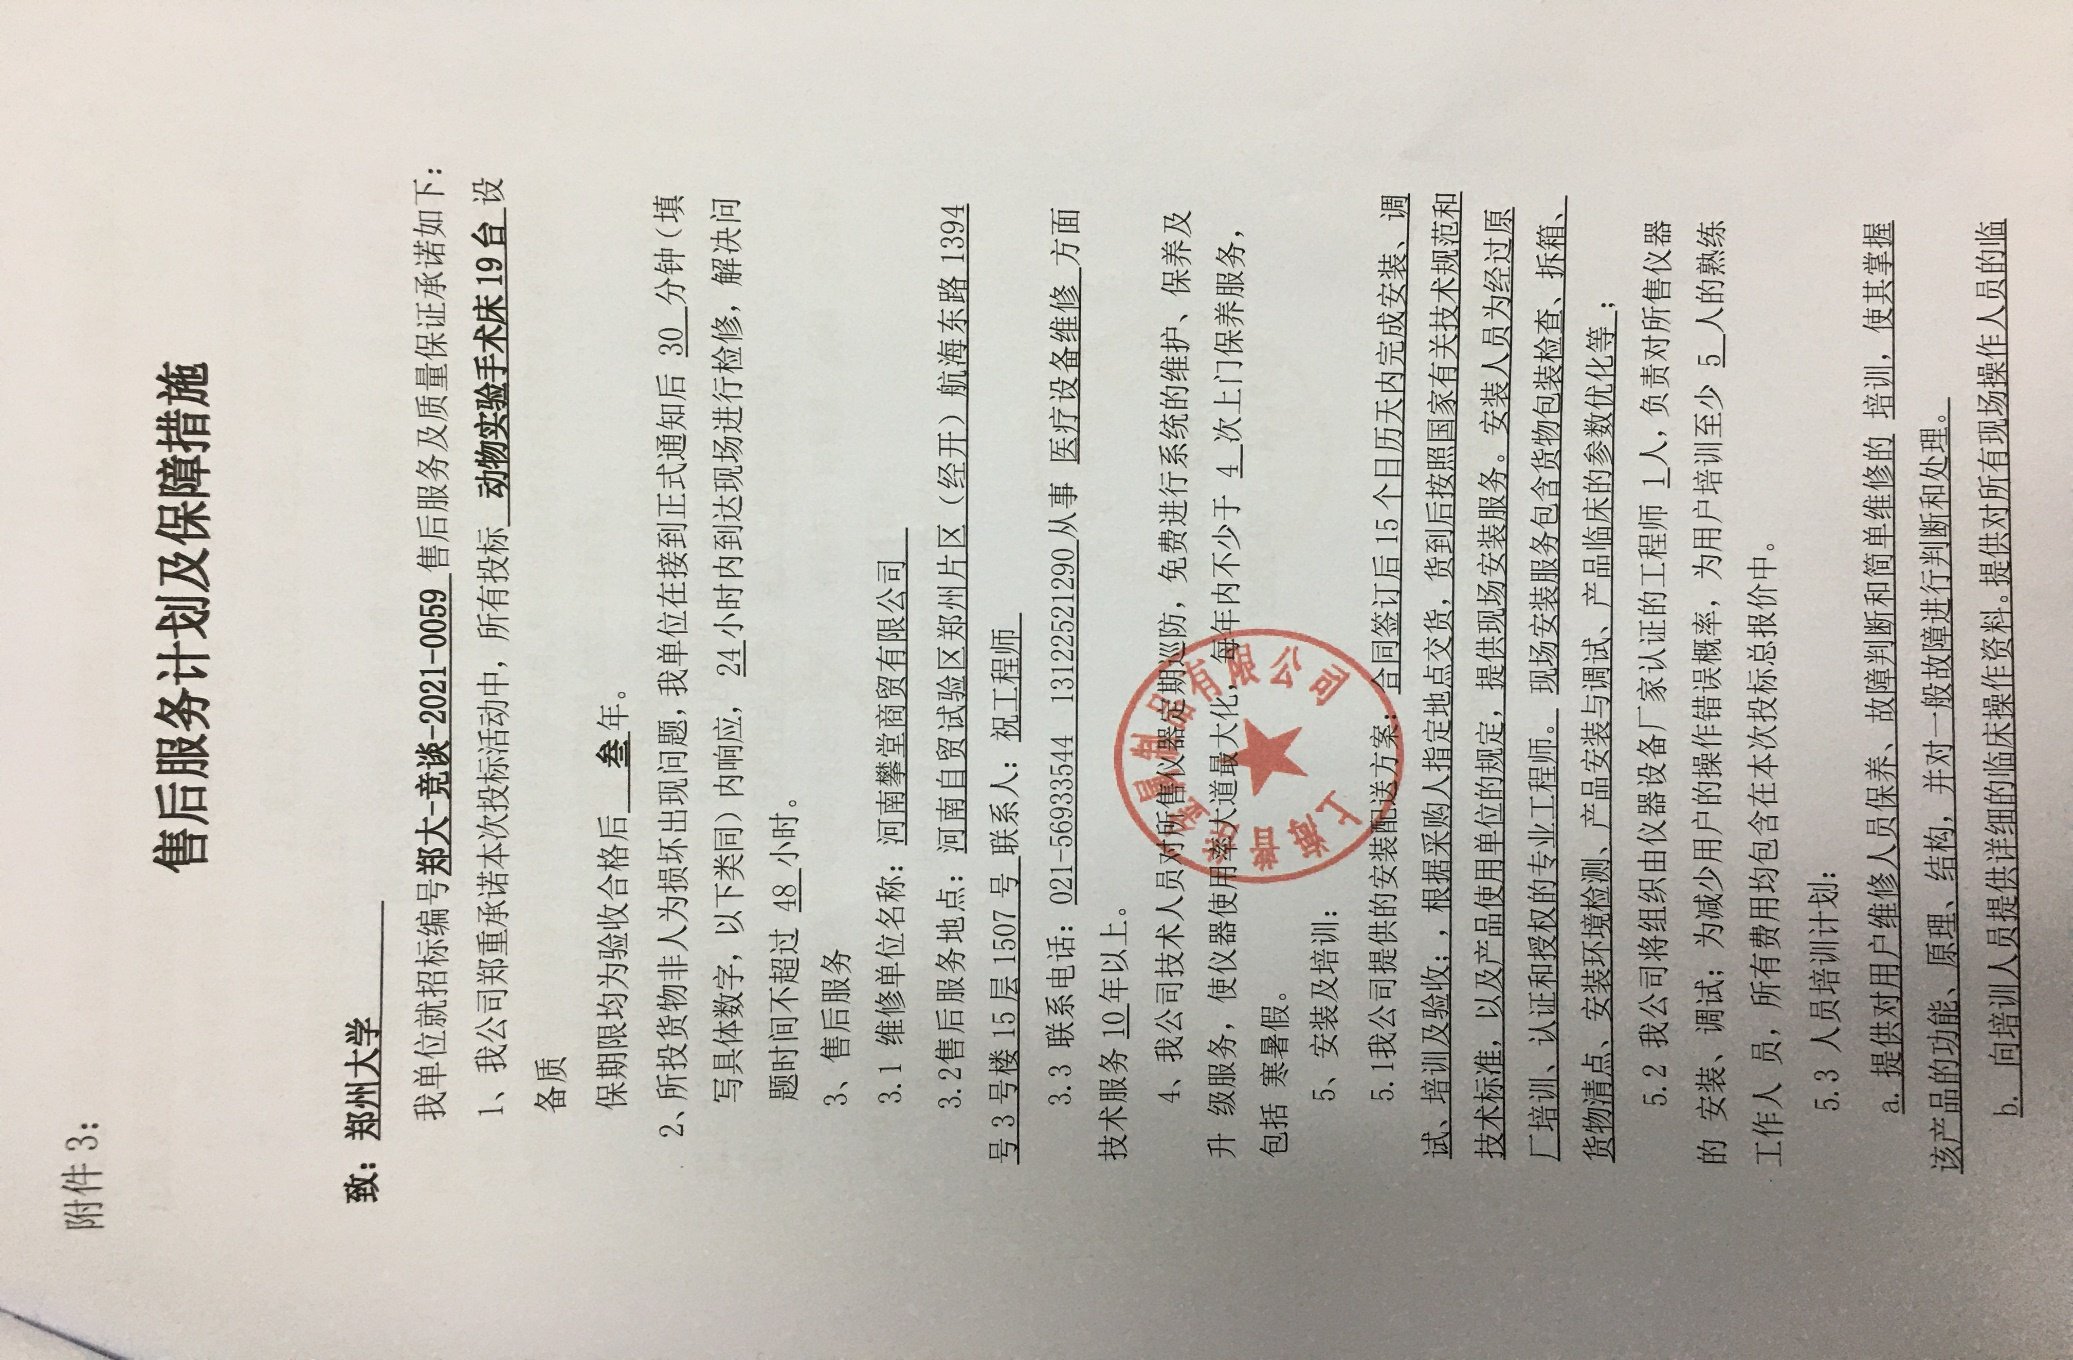 附件 3：
售后服务计划及保障措施
致：郑州大学
我单位就招标编号郑大-竞谈-2021-0059 售后服务及质量保证承诺如下：
1、我公司郑重承诺本次投标活动中，所有投标 动物实验手术床 19 台 设
备质
保期限均为验收合格后 叁 年。
2、所投货物非人为损坏出现问题，我单位在接到正式通知后 30 分钟（填
写具体数字，以下类同）内响应，24 小时内到达现场进行检修，解决问
题时间不超过 48 小时。
3、售后服务
3.1 维修单位名称：河南攀堂商贸有限公司
3.2售后服务地点：河南自贸试验区郑州片区（经开）航海东路 1394
号 3 号楼 15 层 1507 号 联系人：祝工程师
3.3 联系电话：021-56933544 13122521290 从事 医疗设备维修 方面
技术服务 10 年以上。
4、我公司技术人员对所售仪器定期巡防，免费进行系统的维护、保养及
升 级服务，使仪器使用率大道最大化，每年内不少于 4 次上门保养服务，
包括 寒暑假。
5、安装及培训：
5.1我公司提供的安装配送方案：合同签订后 15 个日历天内完成安装、调
试、培训及验收；，根据采购人指定地点交货，货到后按照国家有关技术规范和
技术标准，以及产品使用单位的规定，提供现场安装服务。安装人员为经过原
厂培训、认证和授权的专业工程师。 现场安装服务包含货物包装检查、拆箱、
货物清点、安装环境检测、产品安装与调试、产品临床的参数优化等；
5.2 我公司将组织由仪器设备厂家认证的工程师 1 人，负责对所售仪器
的 安装、调试；为减少用户的操作错误概率，为用户培训至少 5 人的熟练
工作人 员，所有费用均包含在本次投标总报价中。
5.3 人员培训计划：
a. 提供对用户维修人员保养、故障判断和简单维修的 培训，使其掌握
该产品的功能、原理、结构，并对一般故障进行判断和处理。
b. 向培训人员提供详细的临床操作资料。提供对所有现场操作人员的临